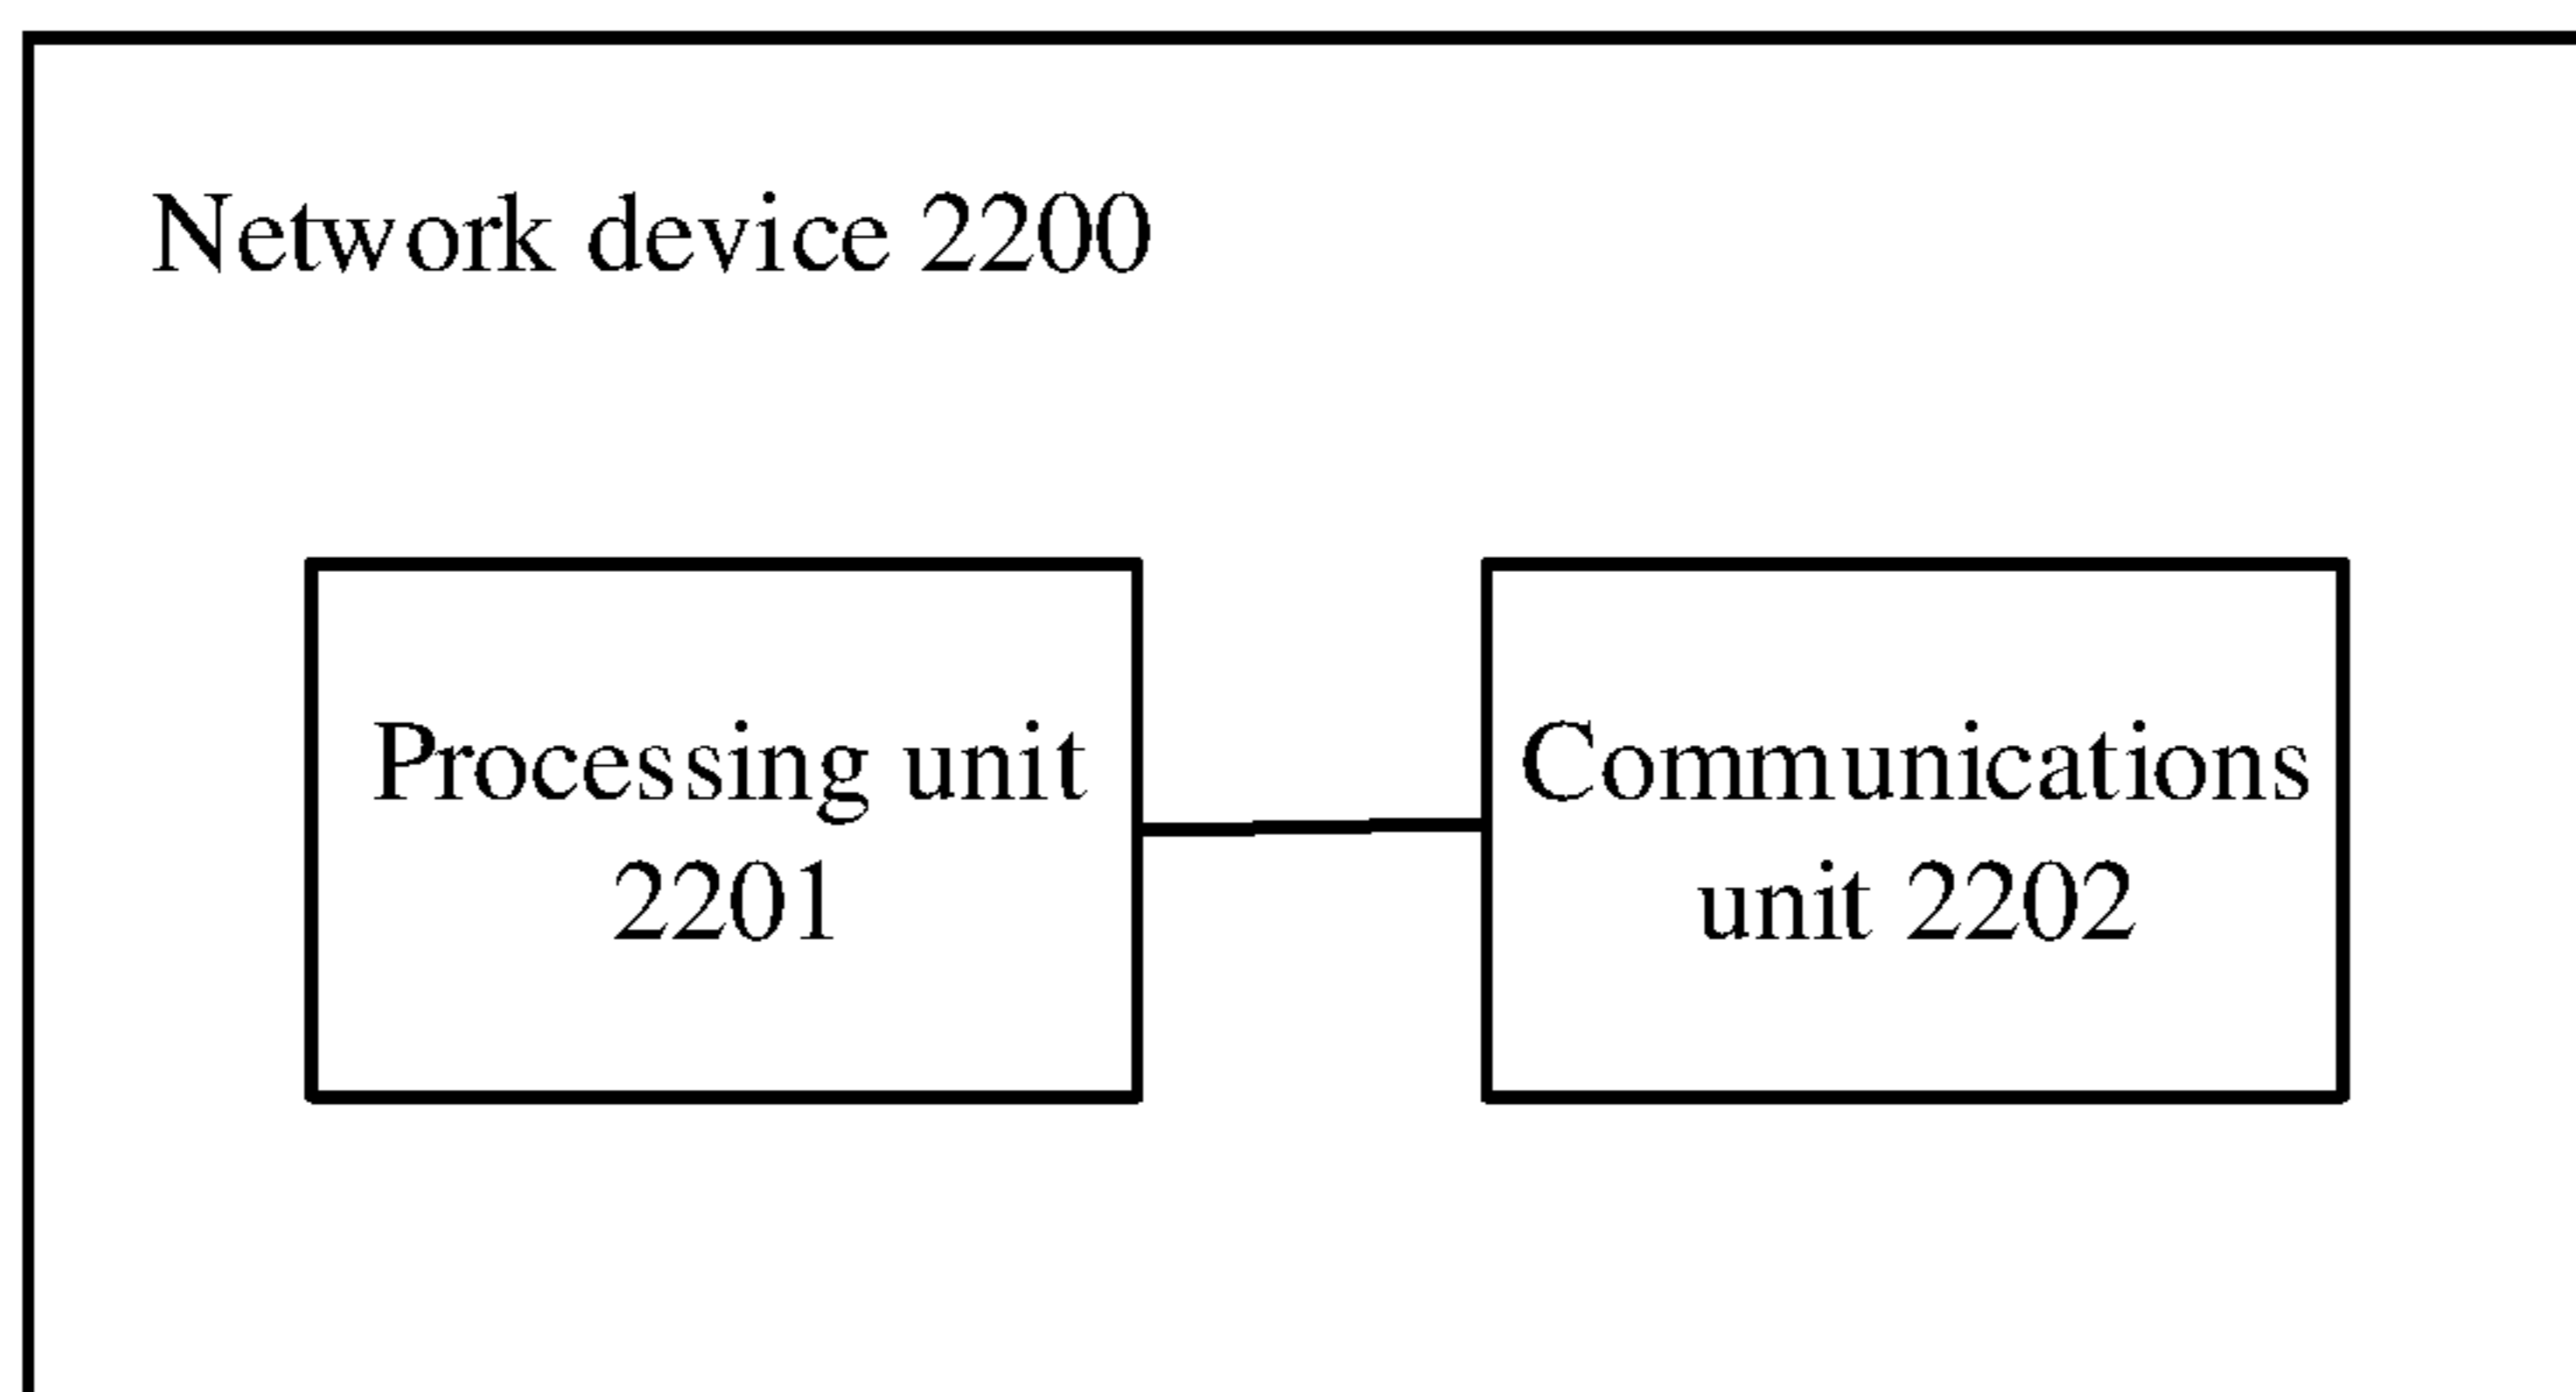 Network device 2200
Processing unit
2201
Communications
unit 2202